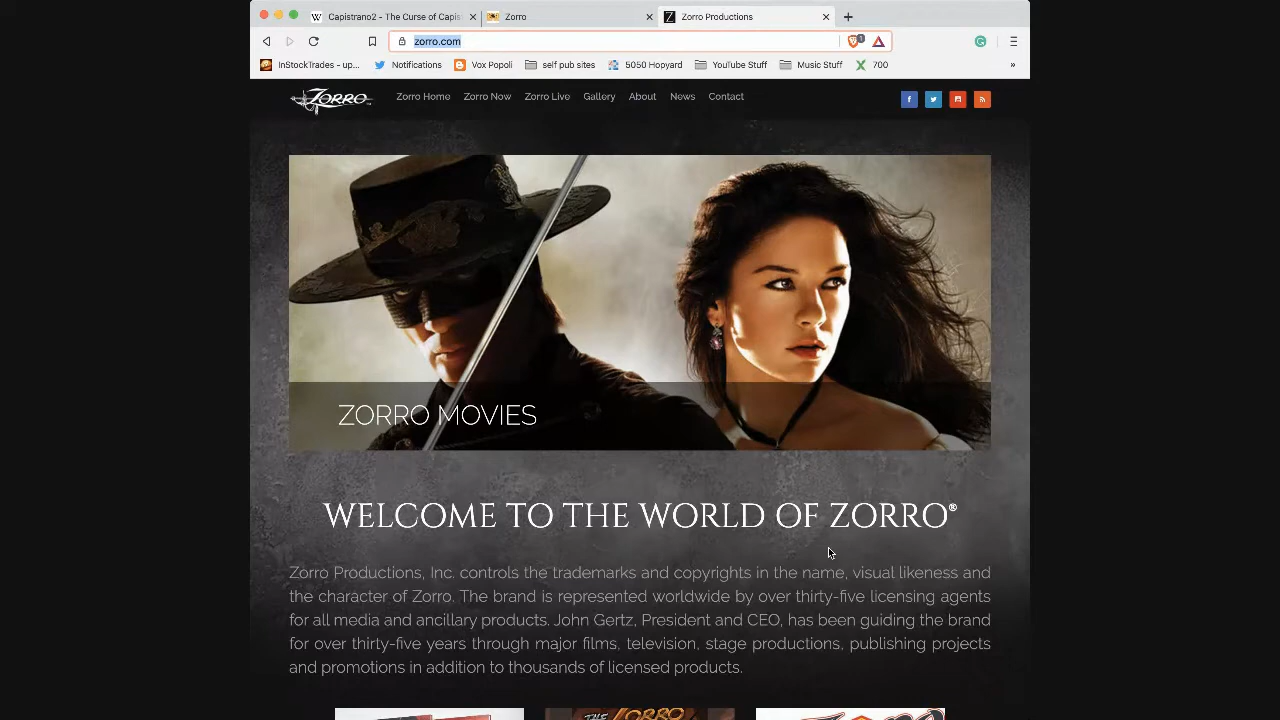 Capistrano2 - The Curse of Capis
Zorro
Zorro Productions
zorro.com
1
InStockTrades - up...
Notifications
Vox Popoli
self pub sites
5050 Hopyard
YouTube Stuff
Music Stuff
700
»
ZORRO
Zorro Home
Zorro Now
Zorro Live
Gallery
About
News
Contact
ZORRO MOVIES
WELCOME TO THE WORLD OF ZORRO®
Zorro Productions, Inc. controls the trademarks and copyrights in the name, visual likeness and
the character of Zorro. The brand is represented worldwide by over thirty-five licensing agents
for all media and ancillary products. John Gertz, President and CEO, has been guiding the brand
for over thirty-five years through major films, television, stage productions, publishing projects
and promotions in addition to thousands of licensed products.
THE ZORRO